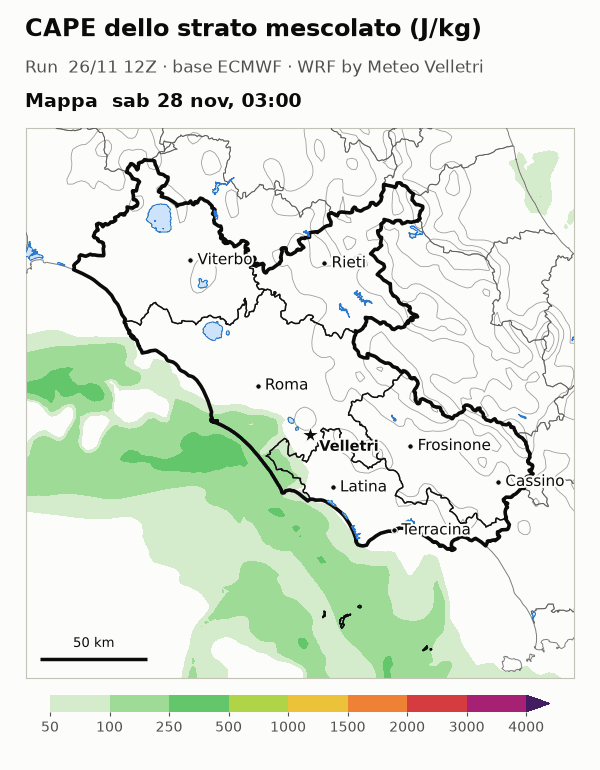 CAPE dello strato mescolato (J/kg)
Run 26/11 12Z · base ECMWF · WRF by Meteo Velletri
Mappa sab 28 nov, 03:00
Viterbo
Rieti
Roma
Velletri
Frosinone
Latina
Cassino
Terracina
50 km
50 100 250 500 1000 1500 2000 3000 4000